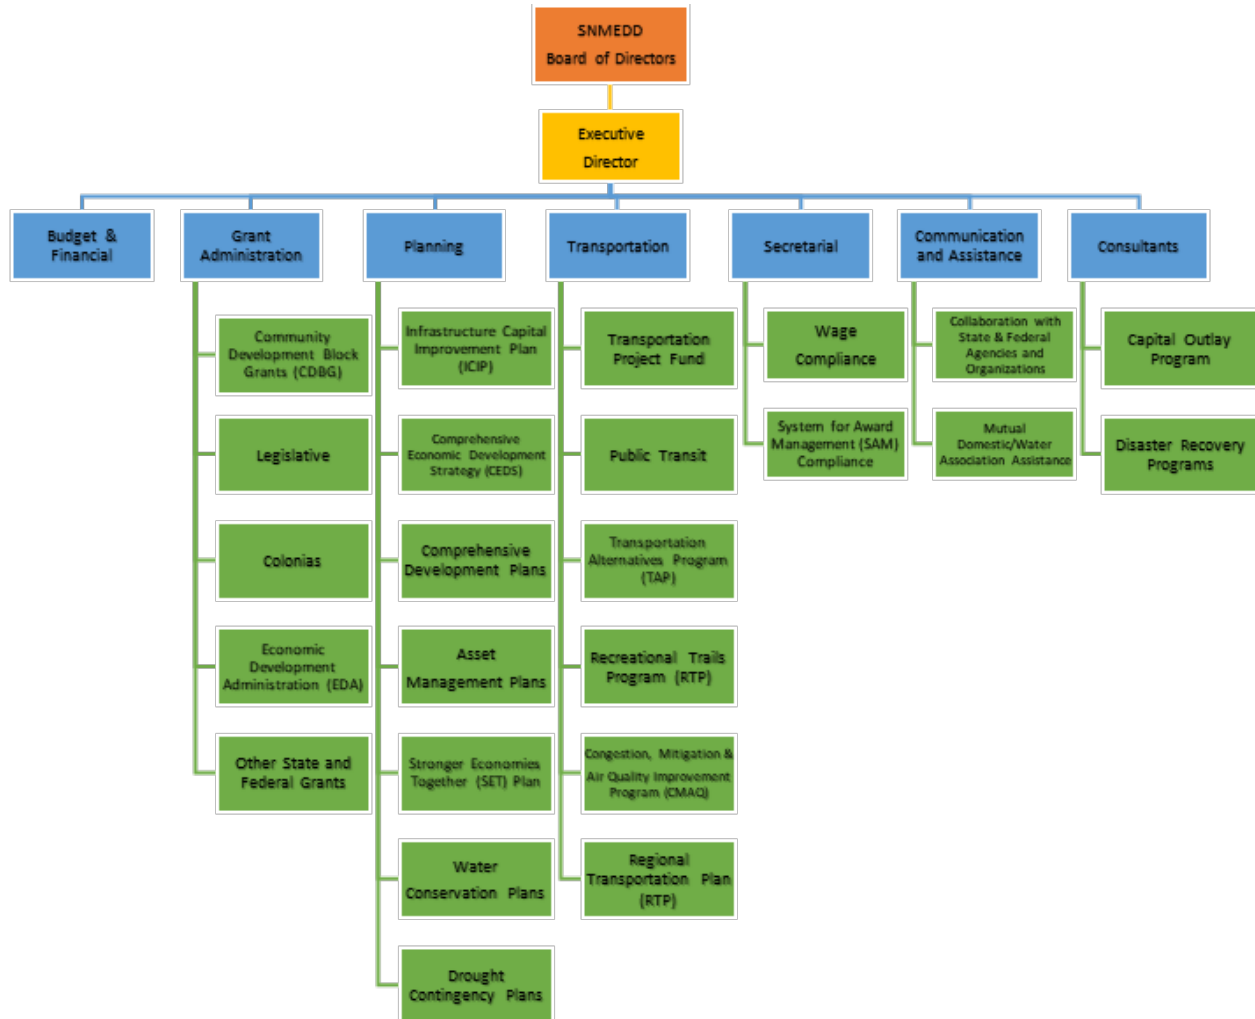 SNMEDD
Board of Directors
Executive
Director
Budget &
Financial
Grant
Administration
Planning
Transportation
Secretarial
Communication
and Assistance
Consultants
Community
Development Block
Grants (CDBG)
Legislative
Colonias
Economic
Development
Administration (EDA)
Other State and
Federal Grants
Infrastructure Capital
Improvement Plan
(ICIP)
Comprehensive
Economic Development
Strategy (CEDS)
Comprehensive
Development Plans
Asset
Management Plans
Stronger Economies
Together (SET) Plan
Water
Conservation Plans
Drought
Contingency Plans
Transportation
Project Fund
Public Transit
Transportation
Alternatives Program
(TAP)
Recreational Trails
Program (RTP)
Congestion, Mitigation &
Air Quality Improvement
Program (CMAQ)
Regional
Transportation Plan
(RTP)
Wage
Compliance
System for Award
Management (SAM)
Compliance
Collaboration with
State & Federal
Agencies and
Organizations
Mutual
Domestic/Water
Association Assistance
Capital Outlay
Program
Disaster Recovery
Programs